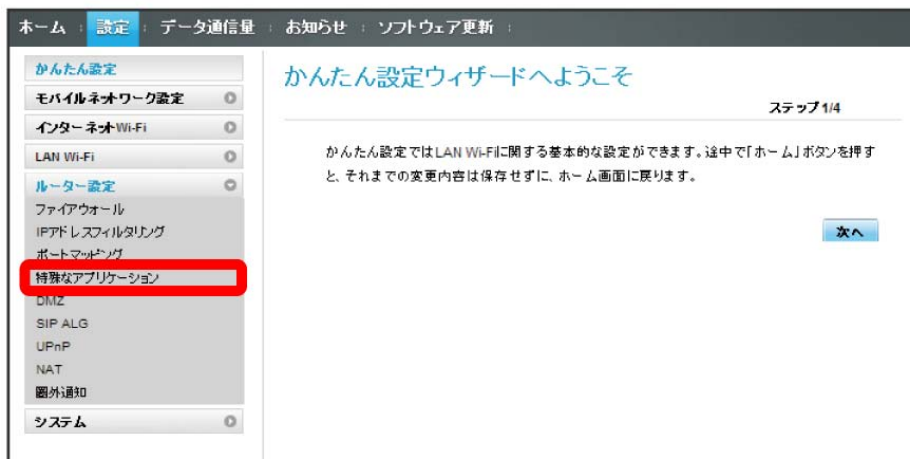 ホーム 設定 データ通信量 お知らせ ソフトウェア更新
かんたん設定
モバイルネットワーク設定
インターネットWi-Fi
LAN Wi-Fi
ルーター設定
ファイアウォール
IPアドレスフィルタリング
ポートマッピング
特殊なアプリケーション
DMZ
SIP ALG
UPnP
NAT
圏外通知
システム
かんたん設定ウィザードへようこそ
ステップ1/4
かんたん設定ではLAN Wi-Fiに関する基本的な設定ができます。途中で「ホーム」ボタンを押す
と、それまでの変更内容は保存せずに、ホーム画面に戻ります。
次へ